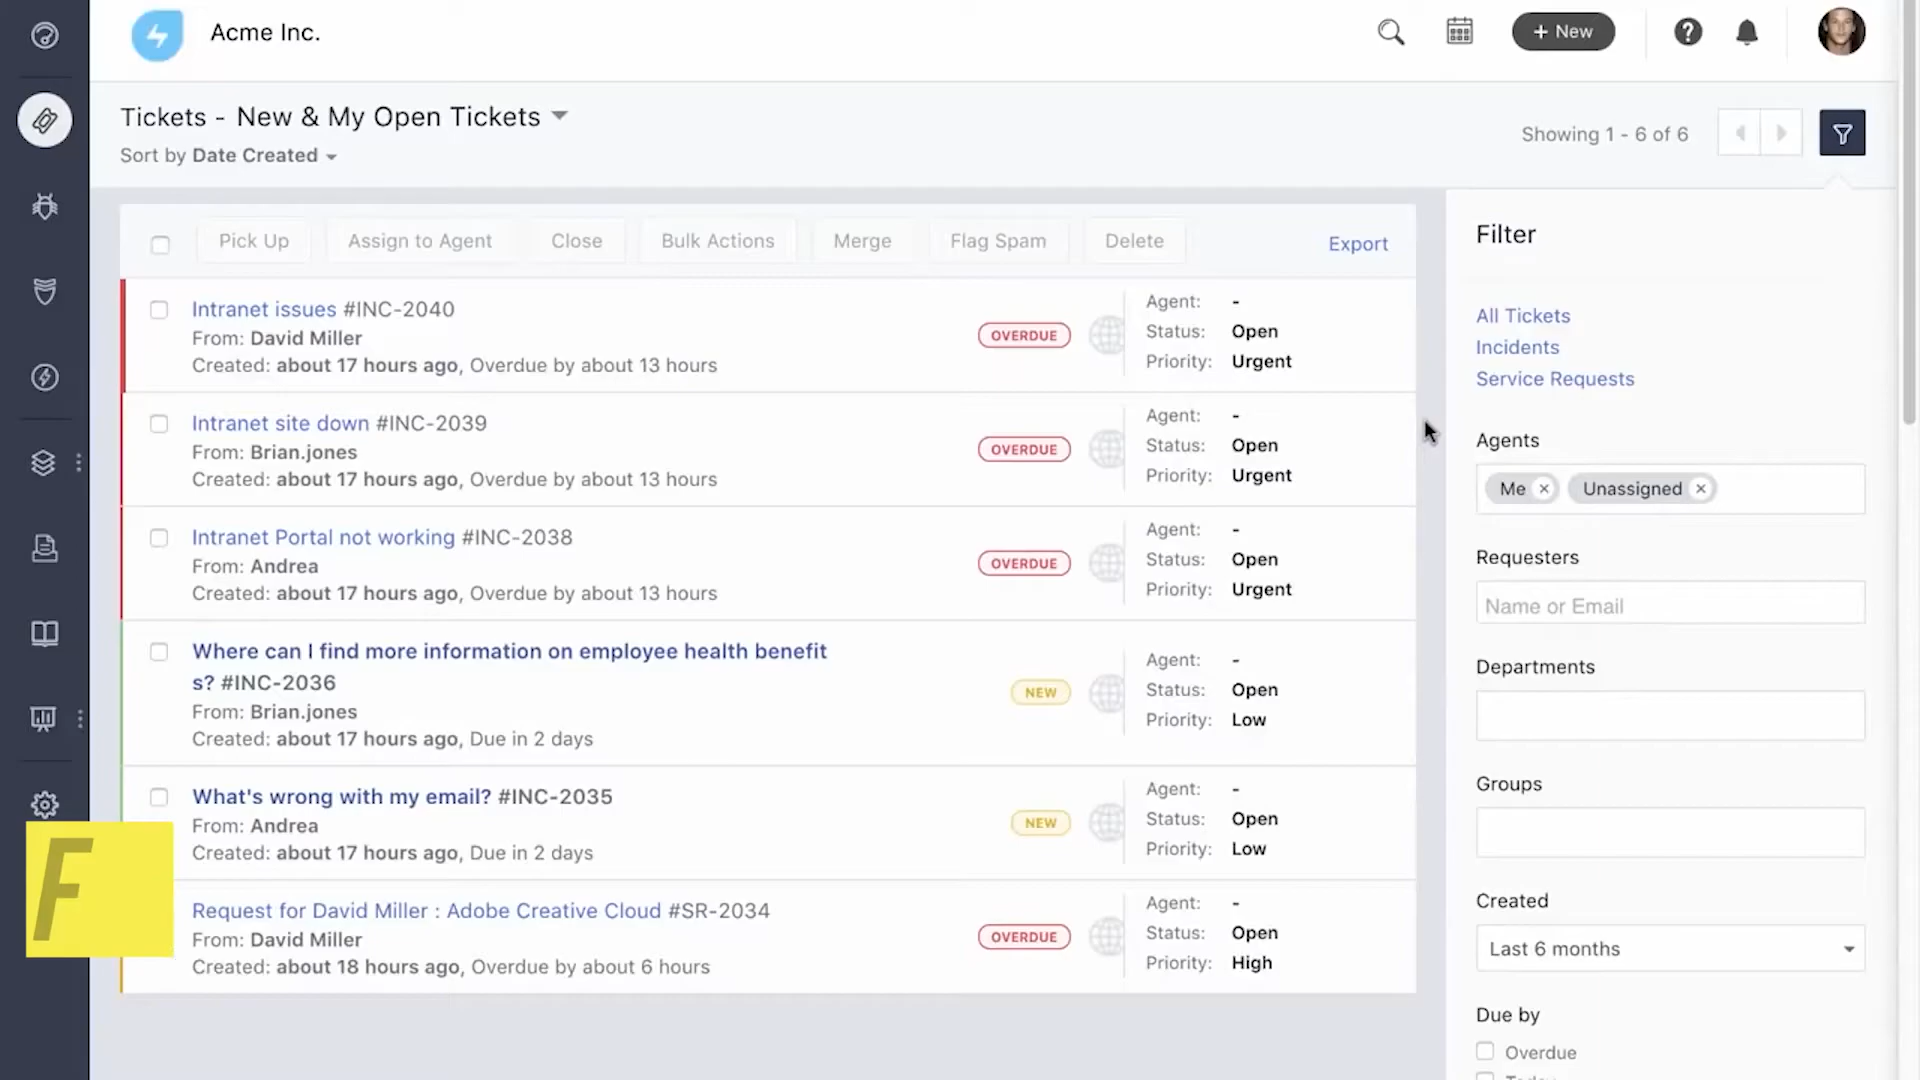 Acme Inc.
+ New
Tickets - New & My Open Tickets
Sort by Date Created
Showing 1 - 6 of 6
Pick Up
Assign to Agent
Close
Bulk Actions
Merge
Flag Spam
Delete
Export
Intranet issues #INC-2040
From: David Miller
Created: about 17 hours ago, Overdue by about 13 hours
OVERDUE
Agent: -
Status: Open
Priority: Urgent
Intranet site down #INC-2039
From: Brian.jones
Created: about 17 hours ago, Overdue by about 13 hours
OVERDUE
Agent: -
Status: Open
Priority: Urgent
Intranet Portal not working #INC-2038
From: Andrea
Created: about 17 hours ago, Overdue by about 13 hours
OVERDUE
Agent: -
Status: Open
Priority: Urgent
Where can I find more information on employee health benefit
s? #INC-2036
From: Brian.jones
Created: about 17 hours ago, Due in 2 days
NEW
Agent: -
Status: Open
Priority: Low
What's wrong with my email? #INC-2035
From: Andrea
Created: about 17 hours ago, Due in 2 days
NEW
Agent: -
Status: Open
Priority: Low
Request for David Miller : Adobe Creative Cloud #SR-2034
From: David Miller
Created: about 18 hours ago, Overdue by about 6 hours
OVERDUE
Agent: -
Status: Open
Priority: High
F
Filter
All Tickets
Incidents
Service Requests
Agents
Me × Unassigned ×
Requesters
Name or Email
Departments
Groups
Created
Last 6 months
Due by
Overdue